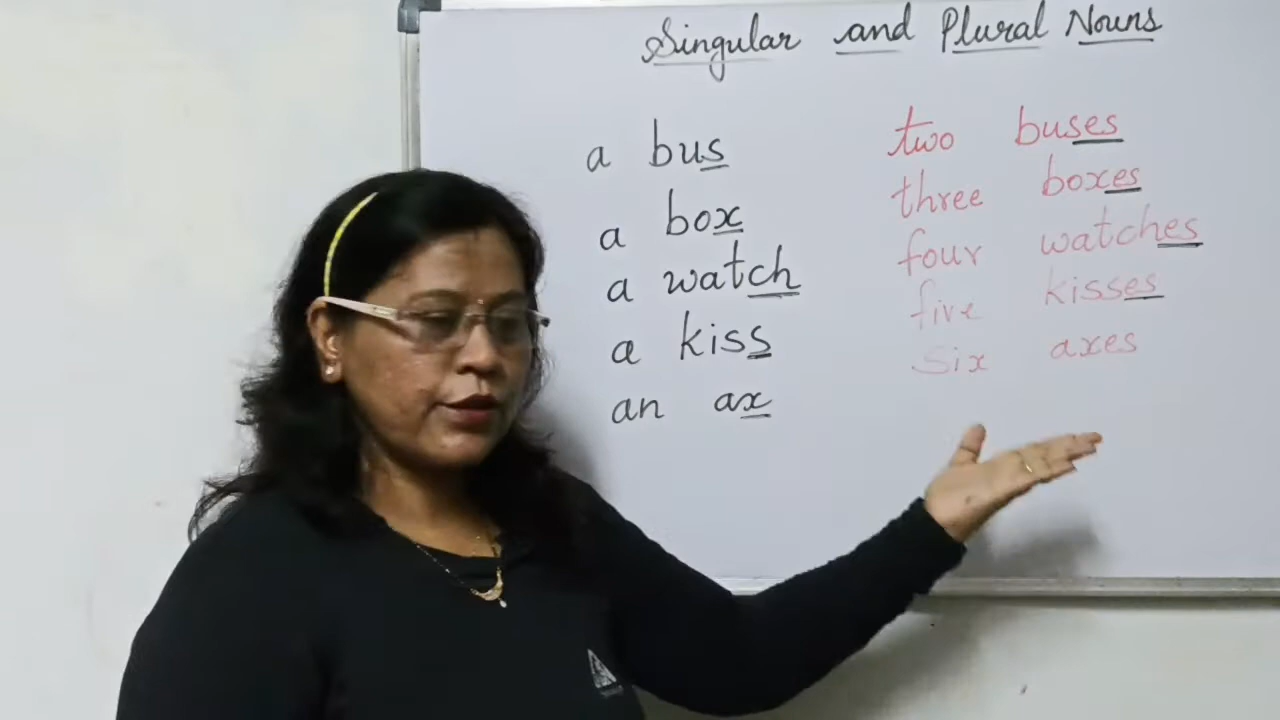 Singular and Plural Nouns
a bus two buses
a box three boxes
a watch four watches
a kiss five kisses
an ax six axes